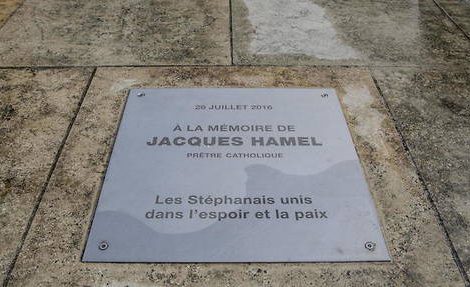 26 JUILLET 2016
À LA MÉMOIRE DE
JACQUES HAMEL
PRÊTRE CATHOLIQUE
Les Stéphanais unis
dans l'espoir et la paix